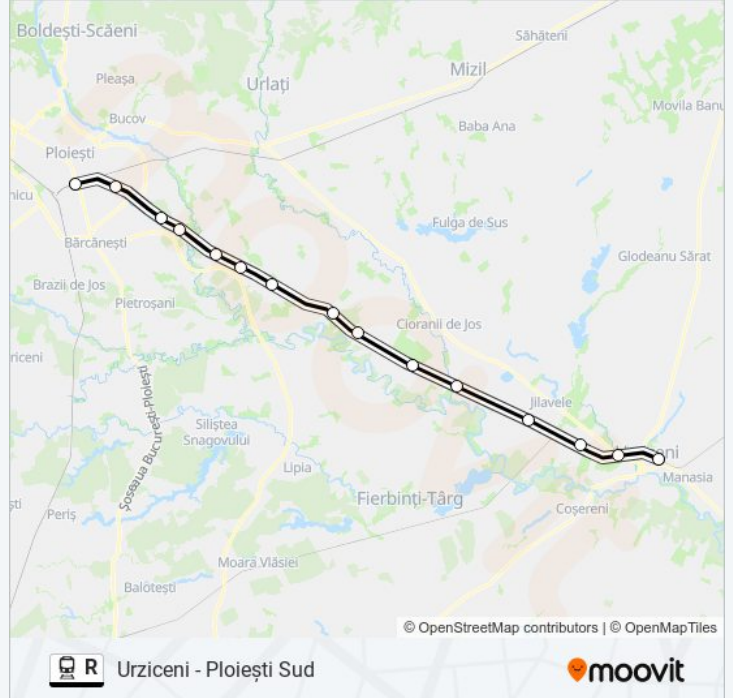 Boldești-Scăeni
Săhăteni
Mizil
Pleașa
Urlați
Movila Banu
Bucov
Baba Ana
Ploiești
nicu
Fulga de Sus
Bărcănești
Glodeanu Sărat
Brazii de Jos
Pietroșani
Cioranii de Jos
riceni
Șoseaua București-Ploiești
Jilavele
Siliștea
Snagovului
eni
Lipia
Manasia
Fierbinți-Târg
ști
Periș
Coșereni
Moara Vlăsiei
Balotești
© OpenStreetMap contributors | © OpenMapTiles
R Urziceni - Ploiești Sud
moovit